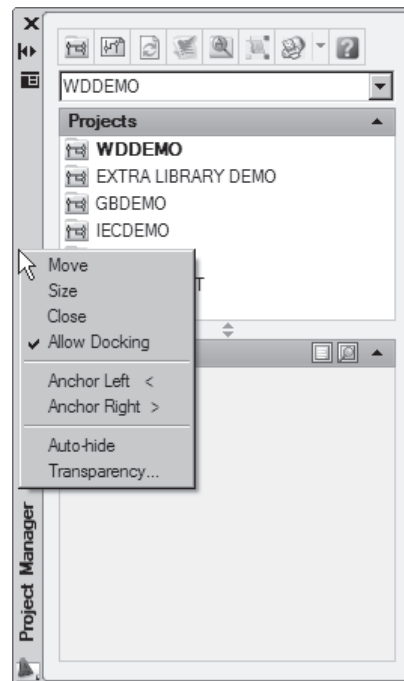 WDDEMO
Projects
WDDEMO
EXTRA LIBRARY DEMO
GBDEMO
IECDEMO
T
Move
Size
Close
Allow Docking
Anchor Left <
Anchor Right >
Auto-hide
Transparency...
Project Manager